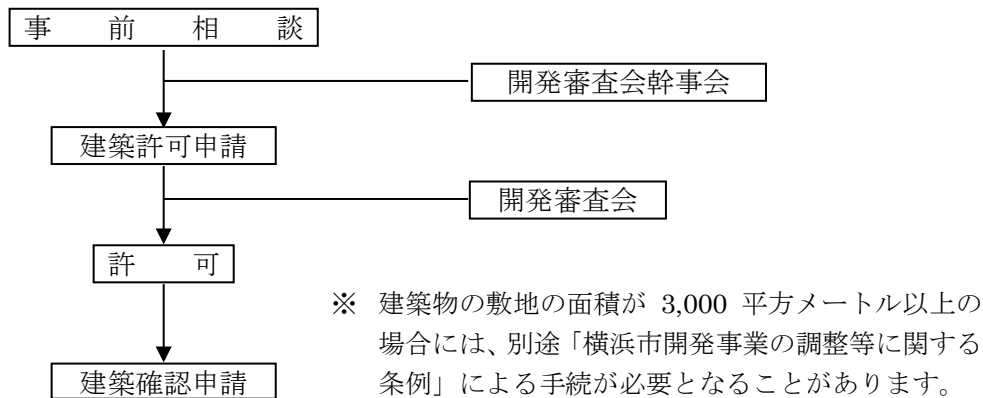 事前相談
開発審査会幹事会
建築許可申請
開発審査会
許可
※ 建築物の敷地の面積が 3,000 平方メートル以上の
場合には、別途「横浜市開発事業の調整等に関する
条例」による手続が必要となることがあります。
建築確認申請